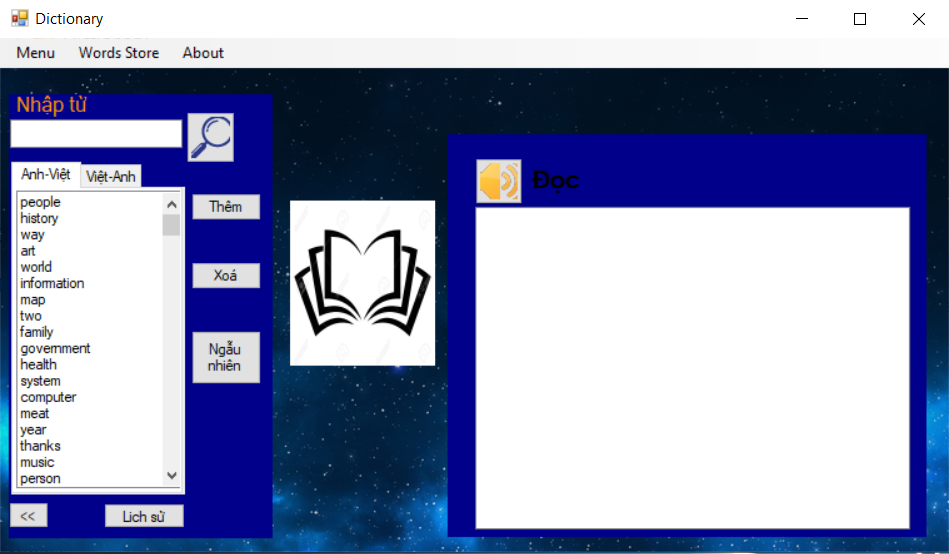 Dictionary
Menu Words Store About
Nhập từ
Anh-Việt Việt-Anh
people
history
way
art
world
information
map
two
family
government
health
system
computer
meat
year
thanks
music
person
Thêm
Xoá
Ngẫu
nhiên
<< Lich sử
Đọc